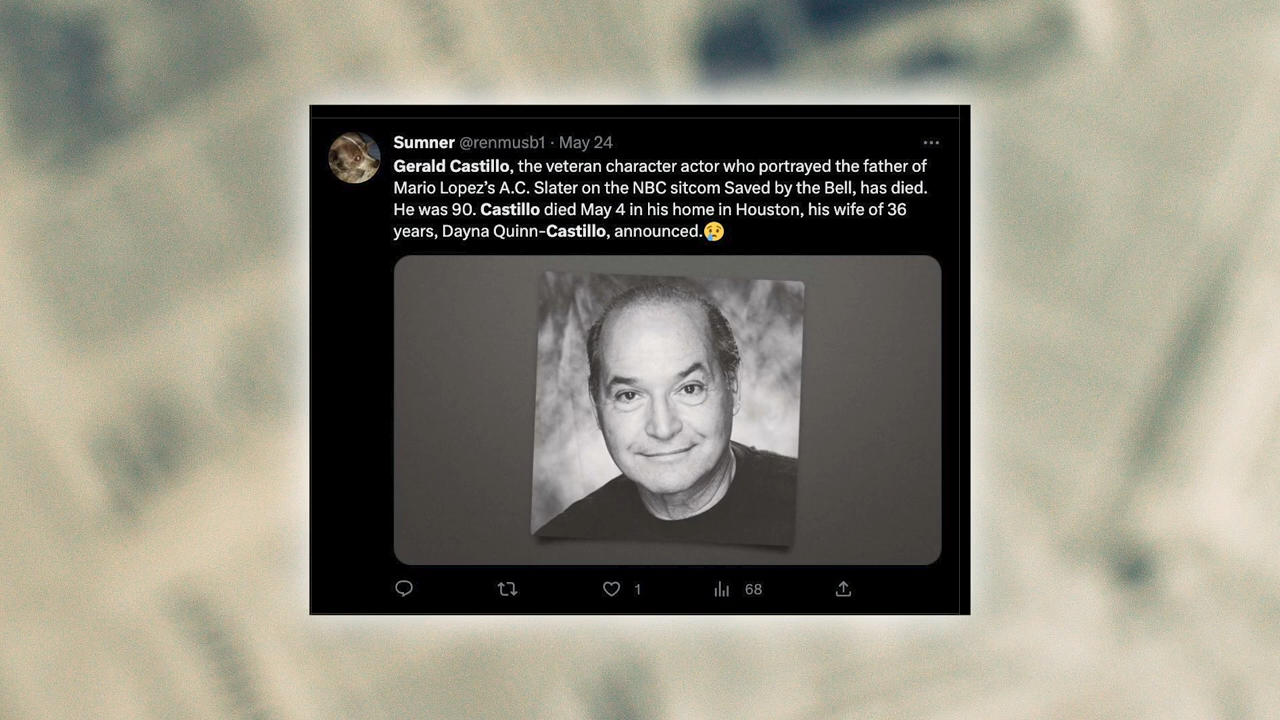 Sumner @renmusb1 · May 24
Gerald Castillo, the veteran character actor who portrayed the father of
Mario Lopez’s A.C. Slater on the NBC sitcom Saved by the Bell, has died.
He was 90. Castillo died May 4 in his home in Houston, his wife of 36
years, Dayna Quinn-Castillo, announced.😢
1 68